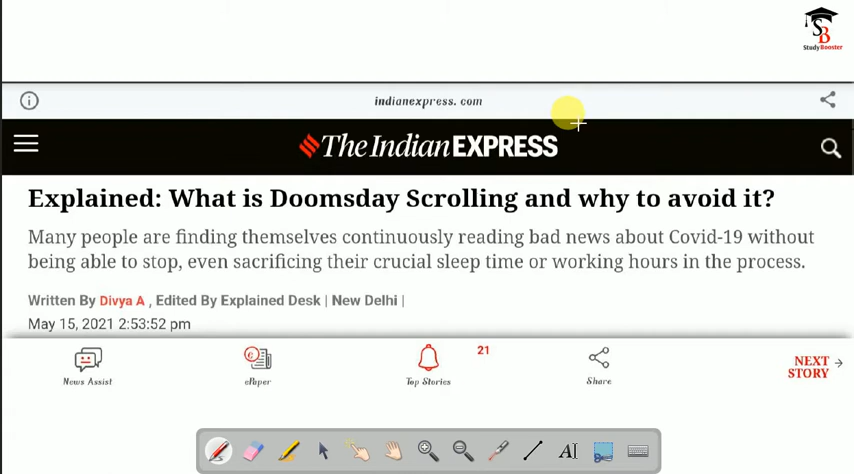 SB
StudyBooster
indianexpress. com
The Indian EXPRESS
Explained: What is Doomsday Scrolling and why to avoid it?
Many people are finding themselves continuously reading bad news about Covid-19 without
being able to stop, even sacrificing their crucial sleep time or working hours in the process.
Written By Divya A , Edited By Explained Desk | New Delhi |
May 15, 2021 2:53:52 pm
21
News Assist ePaper Top Stories Share NEXT
STORY
AI